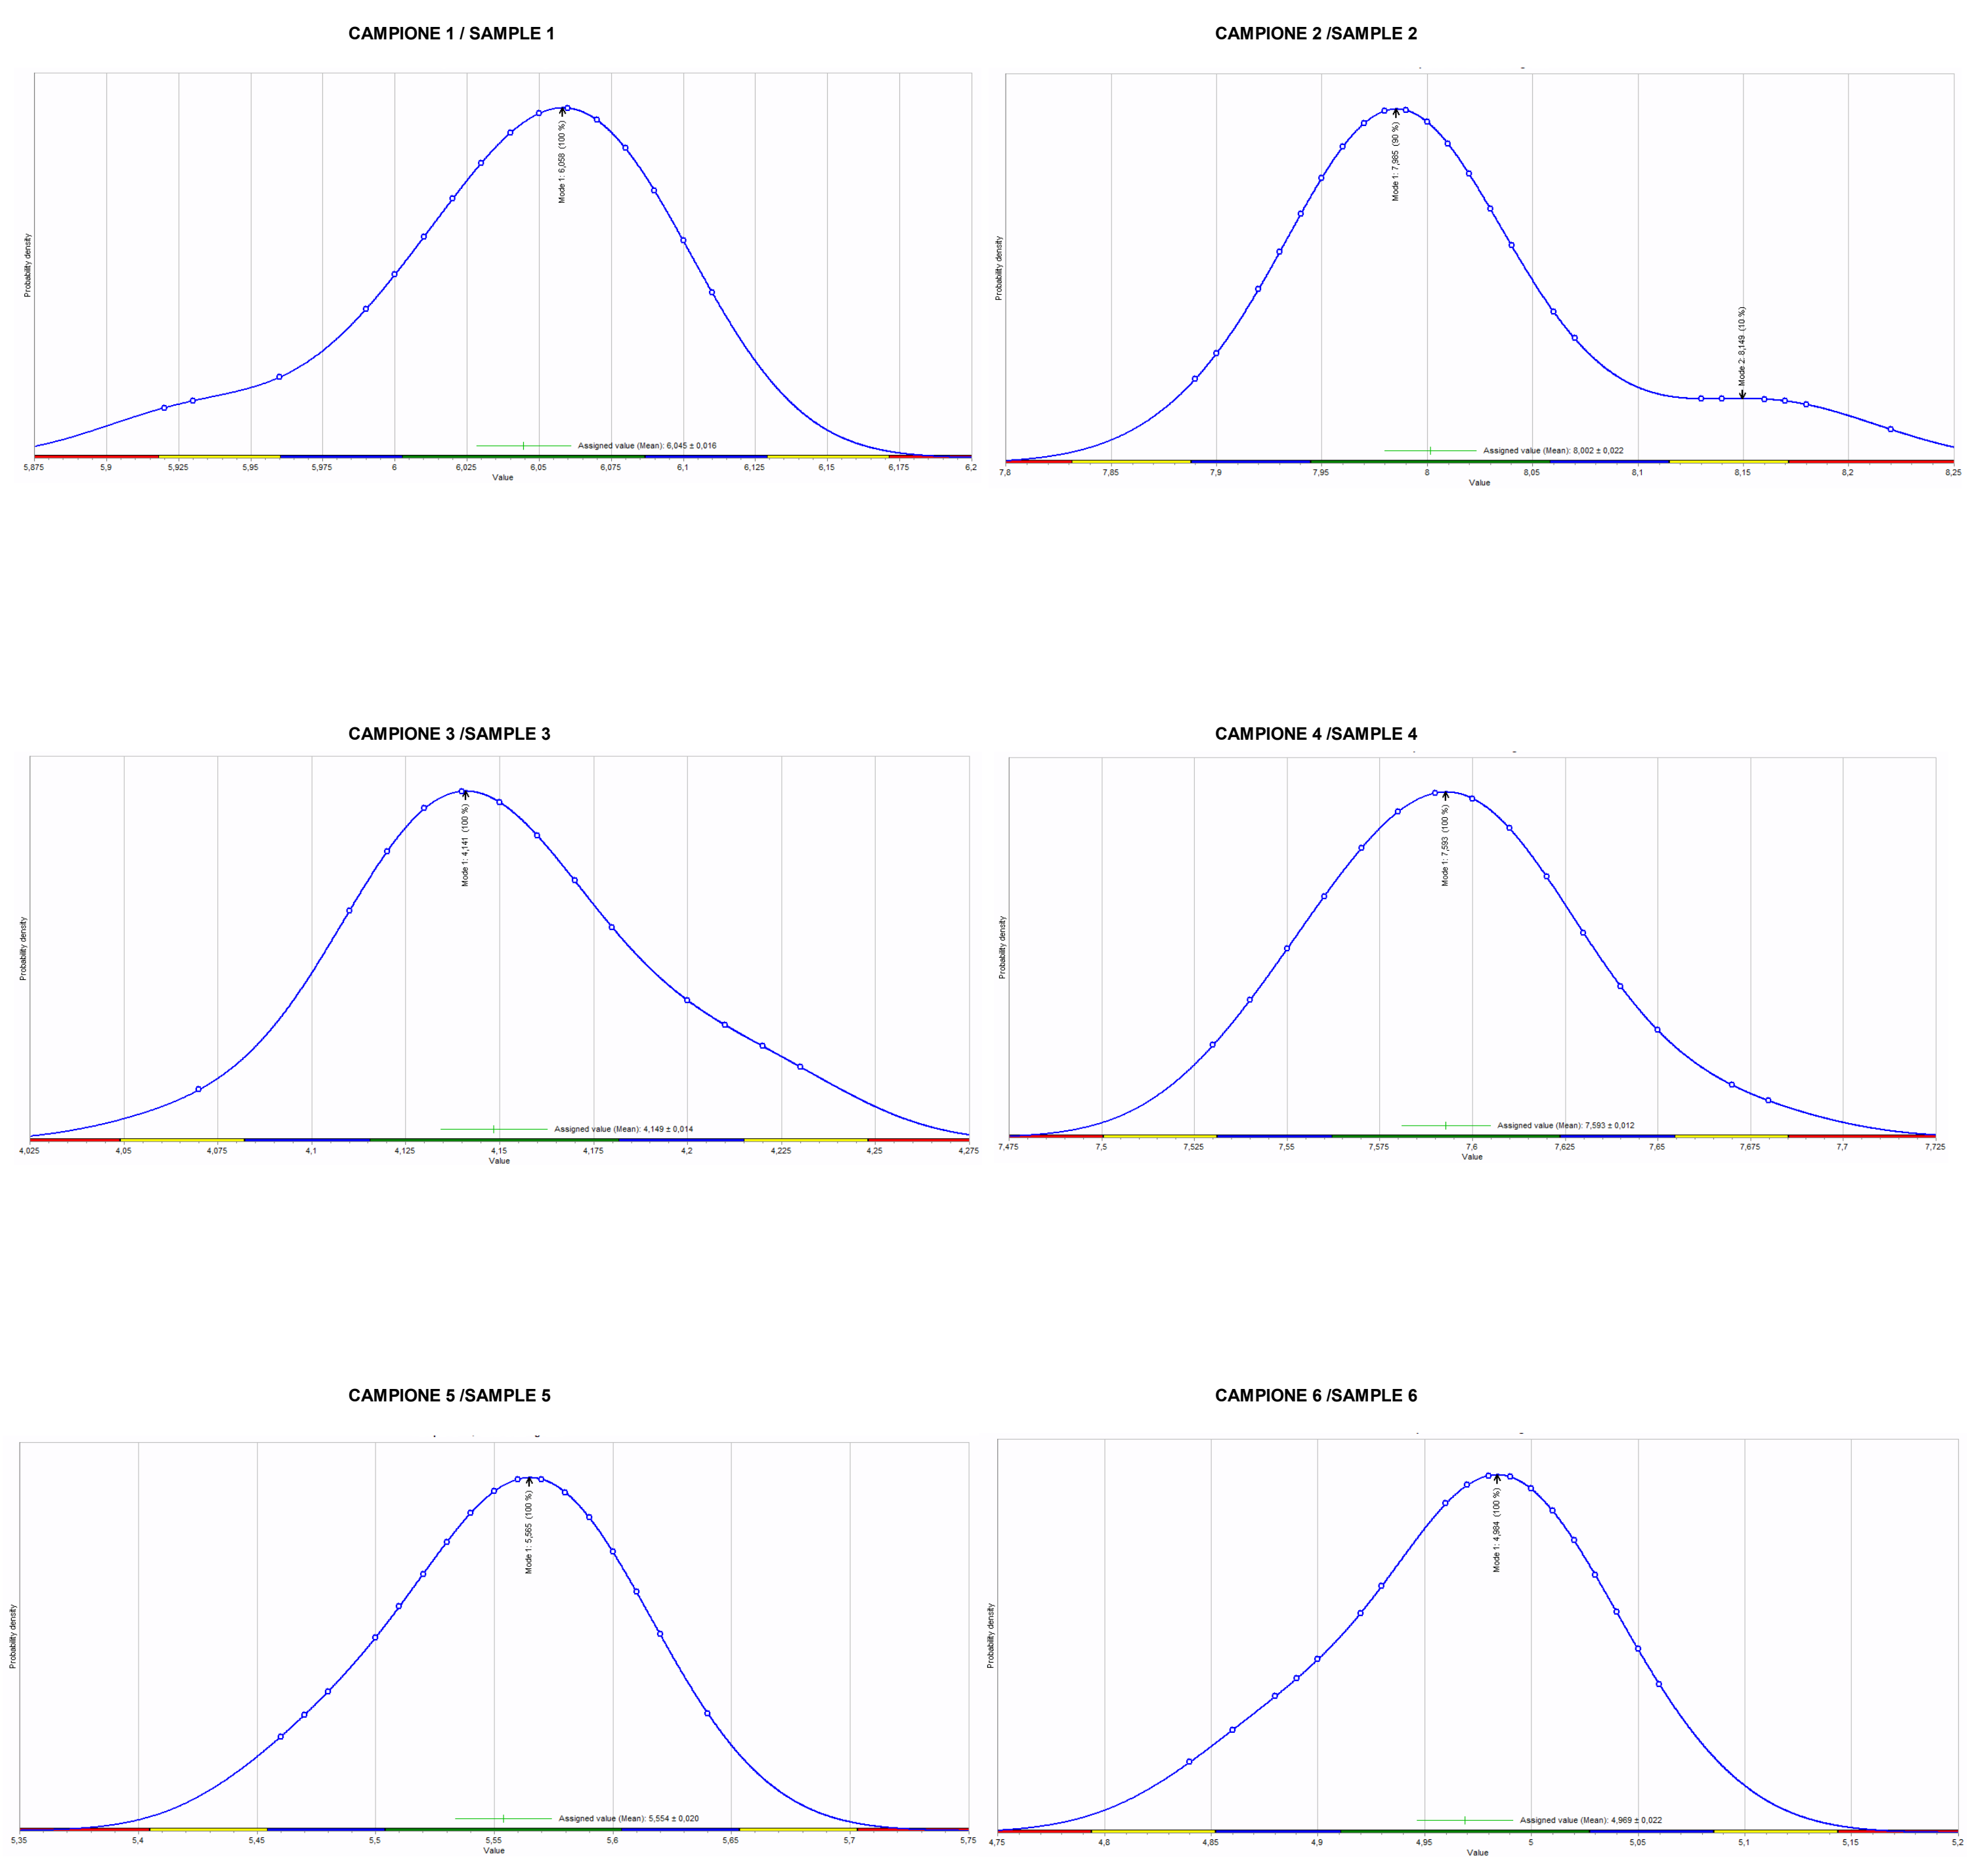 CAMPIONE 1 / SAMPLE 1
Probability density
Mode 1: 6,058 (100 %)
Assigned value (Mean): 6,045 ± 0,016
5,875 5,9 5,925 5,95 5,975 6 6,025 6,05 6,075 6,1 6,125 6,15 6,175 6,2
Value
CAMPIONE 2 /SAMPLE 2
Probability density
Mode 1: 7,985 (90 %)
Mode 2: 8,149 (10 %)
Assigned value (Mean): 8,002 ± 0,022
7,8 7,85 7,9 7,95 8 8,05 8,1 8,15 8,2 8,25
Value
CAMPIONE 3 /SAMPLE 3
Probability density
Mode 1: 4,141 (100 %)
Assigned value (Mean): 4,149 ± 0,014
4,025 4,05 4,075 4,1 4,125 4,15 4,175 4,2 4,225 4,25 4,275
Value
CAMPIONE 4 /SAMPLE 4
Probability density
Mode 1: 7,593 (100 %)
Assigned value (Mean): 7,593 ± 0,012
7,475 7,5 7,525 7,55 7,575 7,6 7,625 7,65 7,675 7,7 7,725
Value
CAMPIONE 5 /SAMPLE 5
Probability density
Mode 1: 5,565 (100 %)
Assigned value (Mean): 5,554 ± 0,020
5,35 5,4 5,45 5,5 5,55 5,6 5,65 5,7 5,75
Value
CAMPIONE 6 /SAMPLE 6
Probability density
Mode 1: 4,984 (100 %)
Assigned value (Mean): 4,969 ± 0,022
4,75 4,8 4,85 4,9 4,95 5 5,05 5,1 5,15 5,2
Value